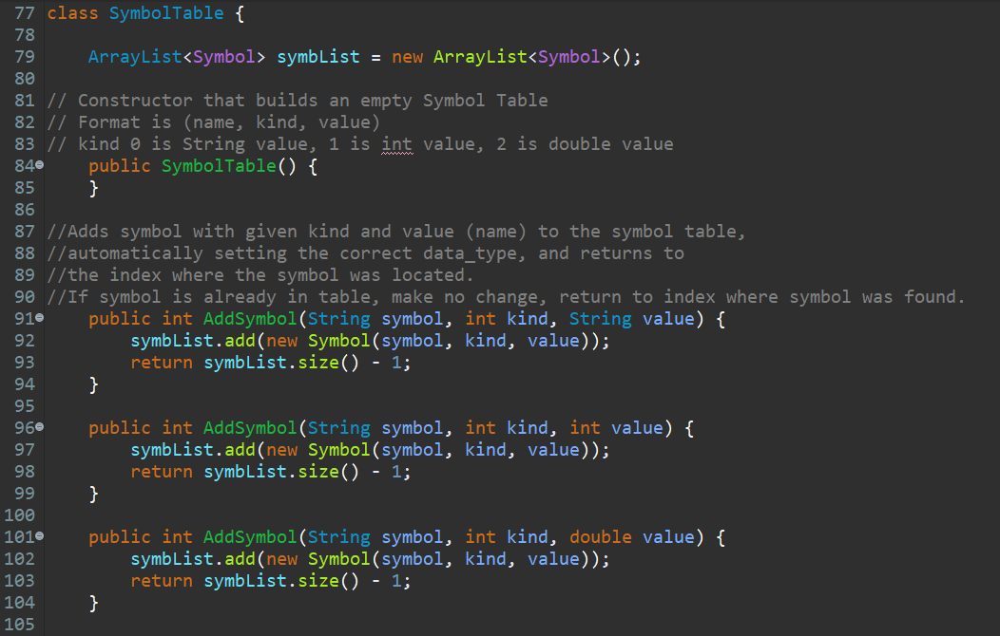 77 class SymbolTable {
78
79     ArrayList<Symbol> symbList = new ArrayList<Symbol>();
80
81 // Constructor that builds an empty Symbol Table
82 // Format is (name, kind, value)
83 // kind 0 is String value, 1 is int value, 2 is double value
84     public SymbolTable() {
85     }
86
87 //Adds symbol with given kind and value (name) to the symbol table,
88 //automatically setting the correct data_type, and returns to
89 //the index where the symbol was located.
90 //If symbol is already in table, make no change, return to index where symbol was found.
91     public int AddSymbol(String symbol, int kind, String value) {
92         symbList.add(new Symbol(symbol, kind, value));
93         return symbList.size() - 1;
94     }
95
96     public int AddSymbol(String symbol, int kind, int value) {
97         symbList.add(new Symbol(symbol, kind, value));
98         return symbList.size() - 1;
99     }
100
101     public int AddSymbol(String symbol, int kind, double value) {
102         symbList.add(new Symbol(symbol, kind, value));
103         return symbList.size() - 1;
104     }
105